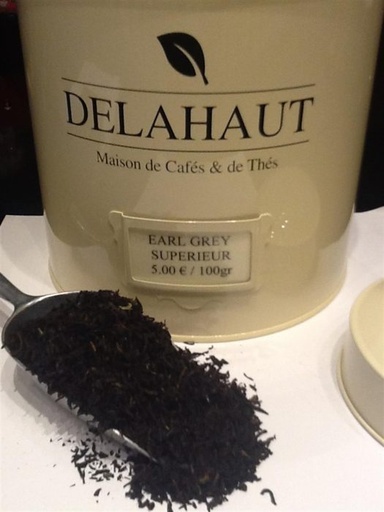 DELAHAUT
Maison de Cafés & de Thés
EARL GREY
SUPERIEUR
5.00 € / 100gr